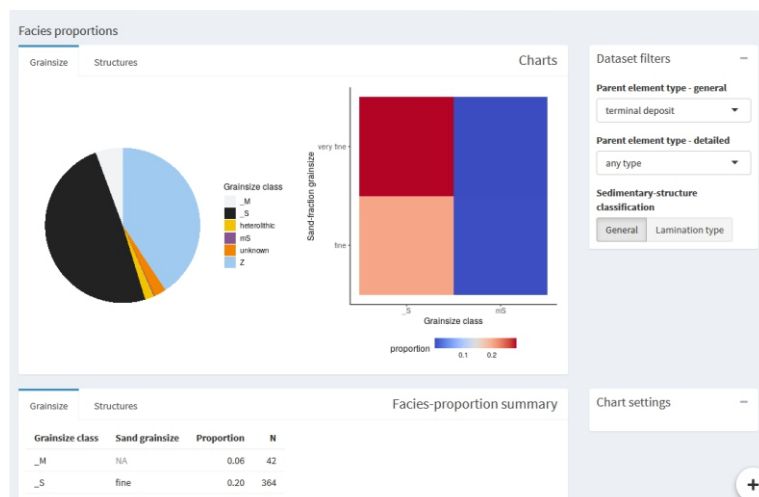 Facies proportions
Grainsize
Structures
Charts
Grainsize class
_M
_S
heterolithic
mS
unknown
Z
Sand-fraction grainsize
very fine
fine
_S
mS
Grainsize class
proportion
0.1
0.2
Dataset filters
Parent element type - general
terminal deposit
Parent element type - detailed
any type
Sedimentary-structure
classification
General
Lamination type
Grainsize
Structures
Facies-proportion summary
Grainsize class Sand grainsize Proportion N
_M NA 0.06 42
_S fine 0.20 364
Chart settings